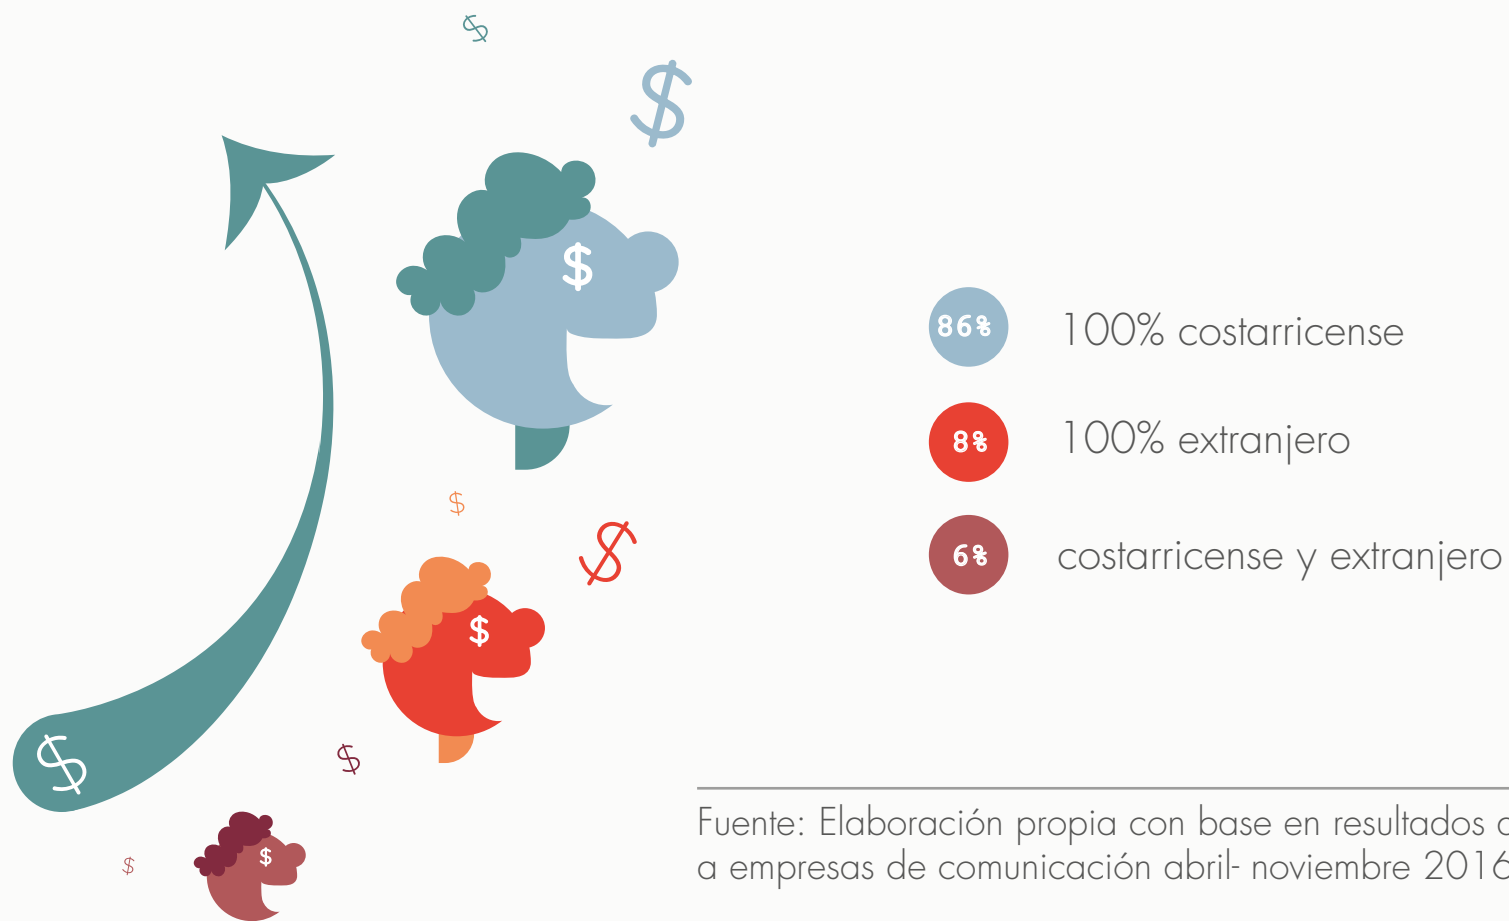 $
$
$
86% 100% costarricense
8% 100% extranjero
$
$
$
6% costarricense y extranjero
$
$
Fuente: Elaboración propia con base en resultados
$
$
a empresas de comunicación abril- noviembre 2016